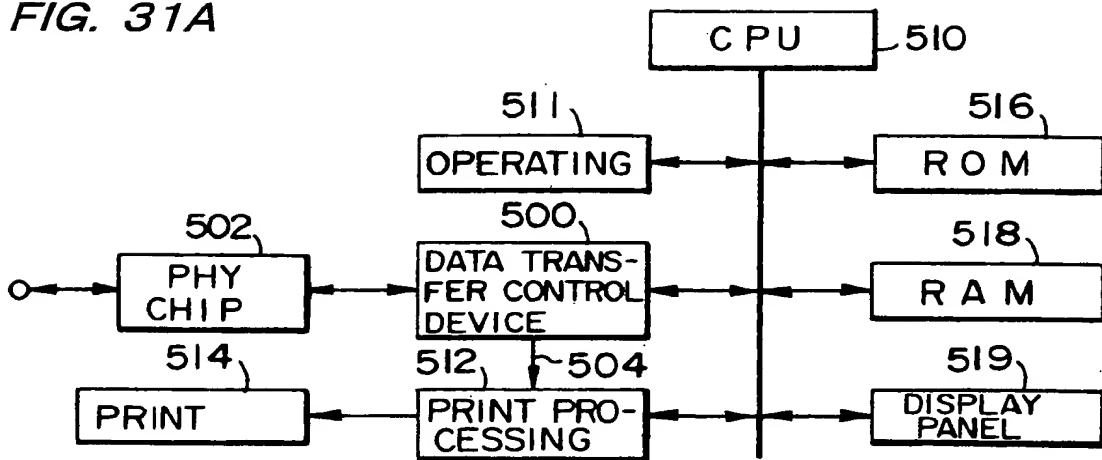 FIG. 31A
CPU
510
511
OPERATING
516
ROM
502
PHY
CHIP
500
DATA TRANS-
FER CONTROL
DEVICE
518
RAM
514
PRINT
512
504
PRINT PRO-
CESSING
519
DISPLAY
PANEL